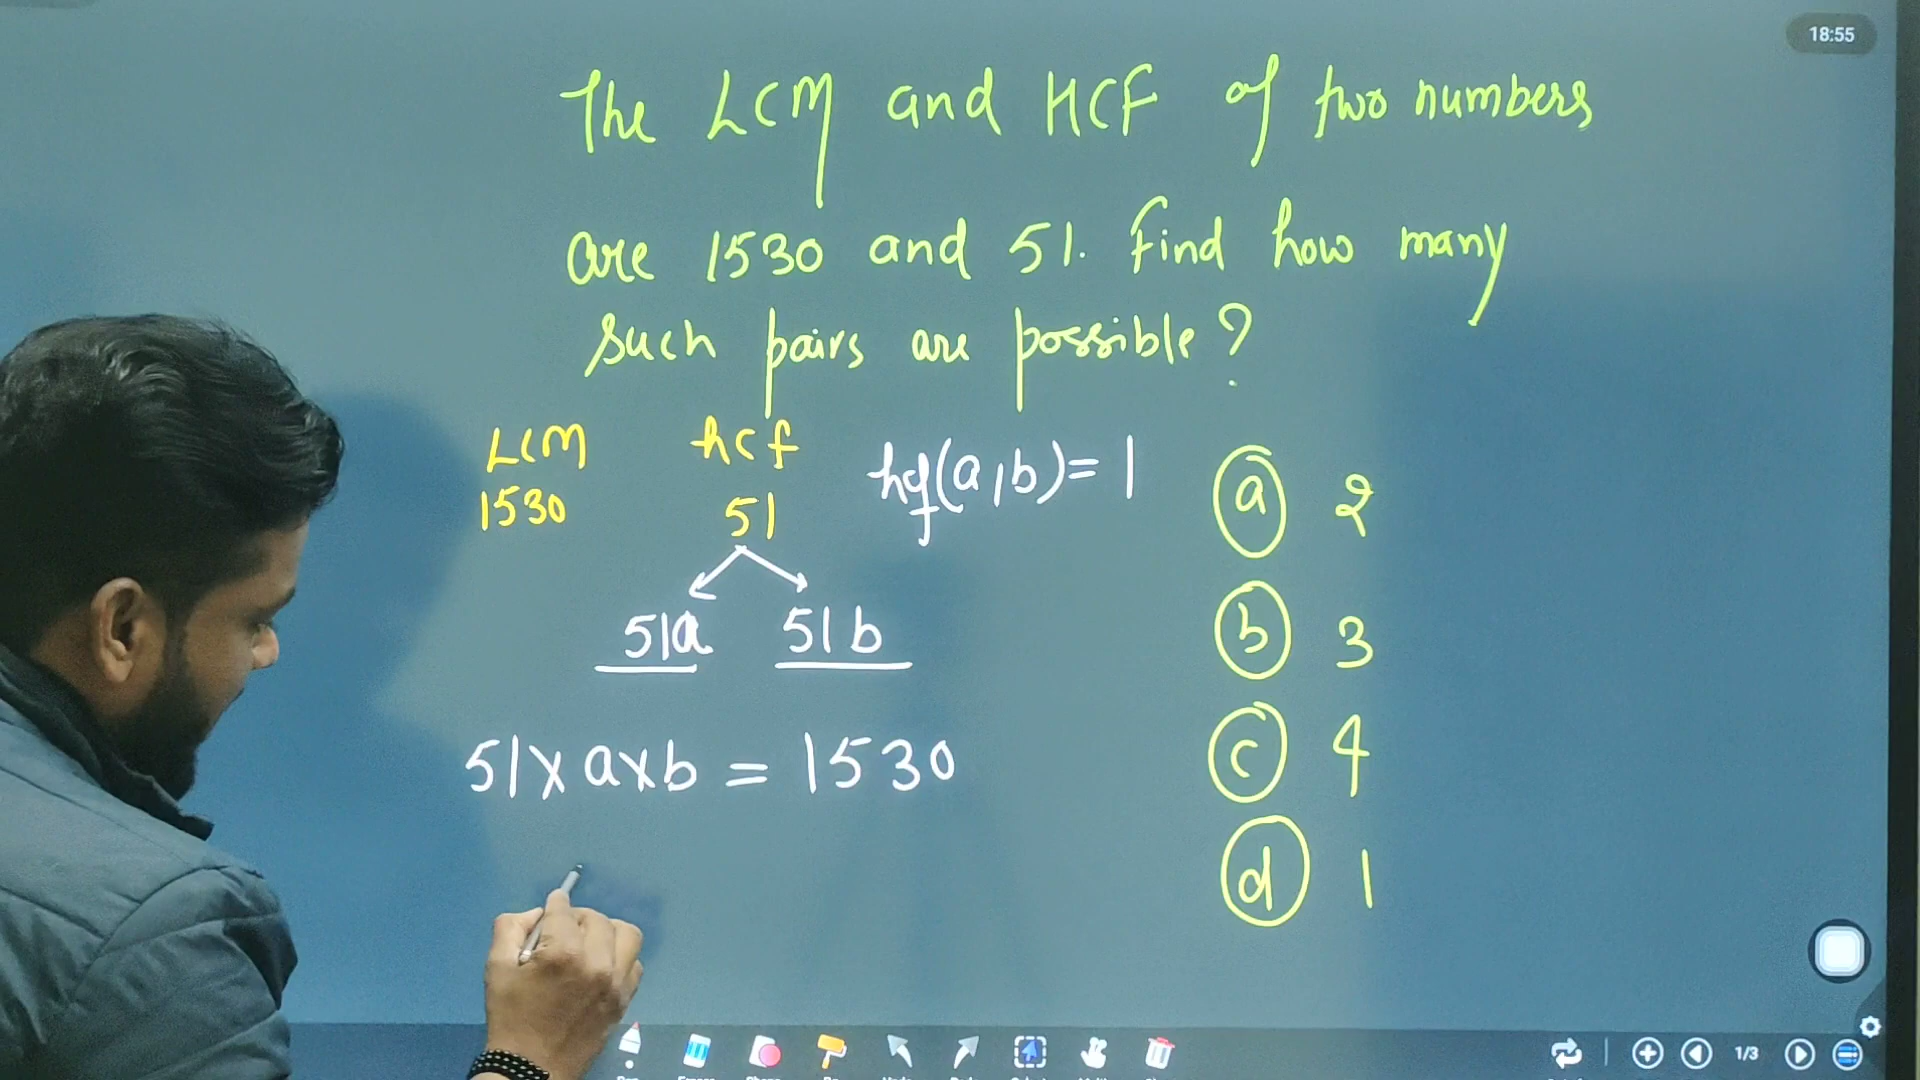 18:55
The LCM and HCF of two numbers
are 1530 and 51. Find how many
such pairs are possible?
LCM hcf
1530 51
hcf(a,b)=1
51a 51b
51xaxb = 1530
a 2
b 3
c 4
d 1
1/3